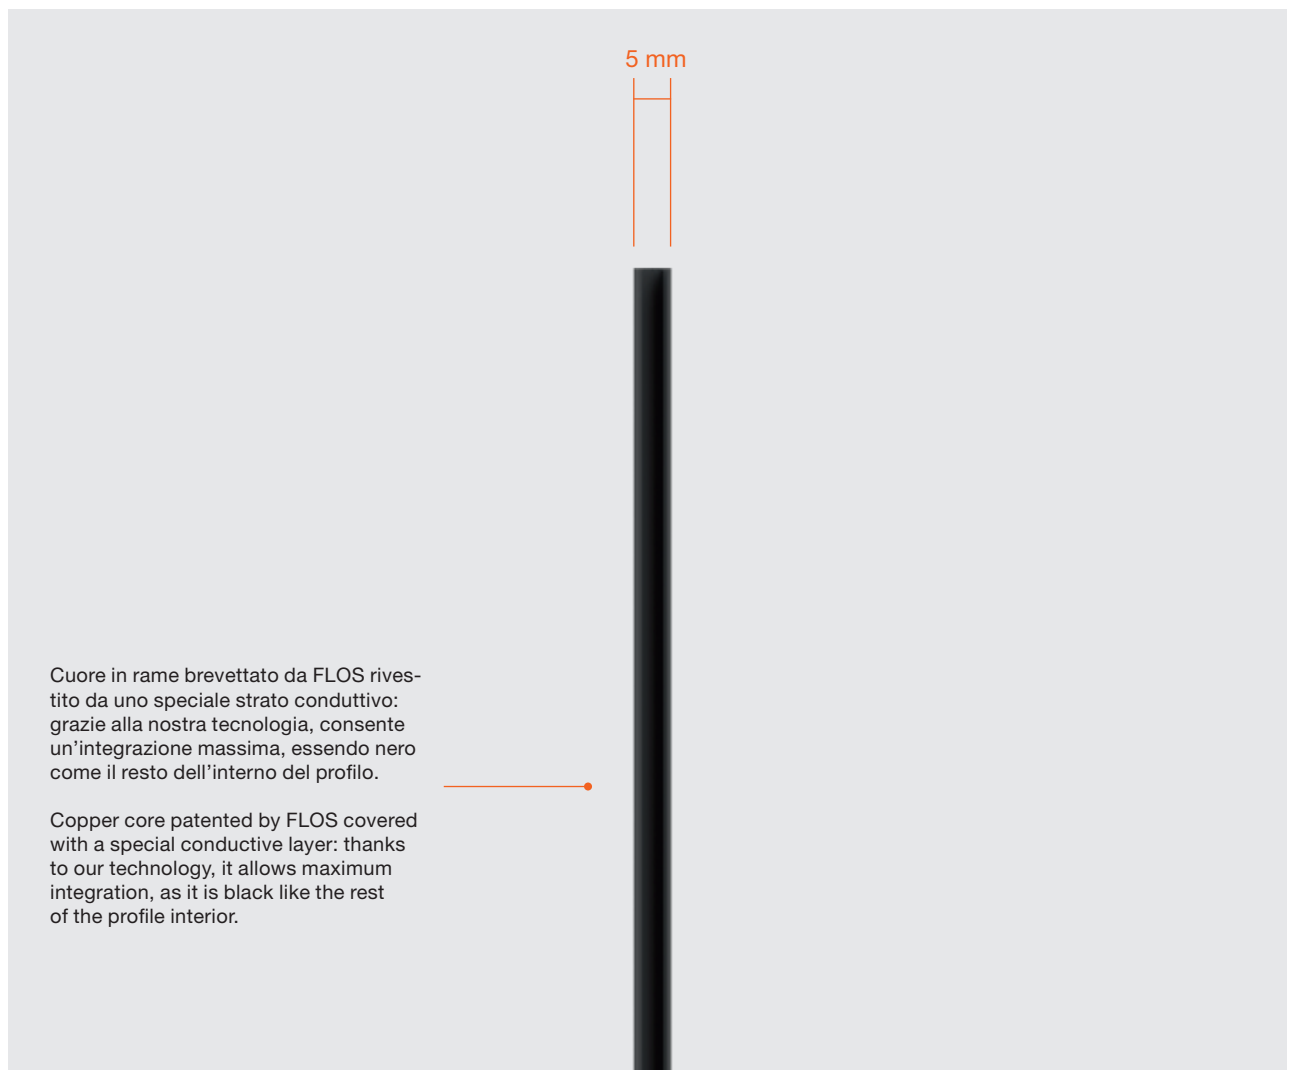 5 mm
Cuore in rame brevettato da FLOS rives-
tito da uno speciale strato conduttivo:
grazie alla nostra tecnologia, consente
un’integrazione massima, essendo nero
come il resto dell’interno del profilo.
Copper core patented by FLOS covered
with a special conductive layer: thanks
to our technology, it allows maximum
integration, as it is black like the rest
of the profile interior.